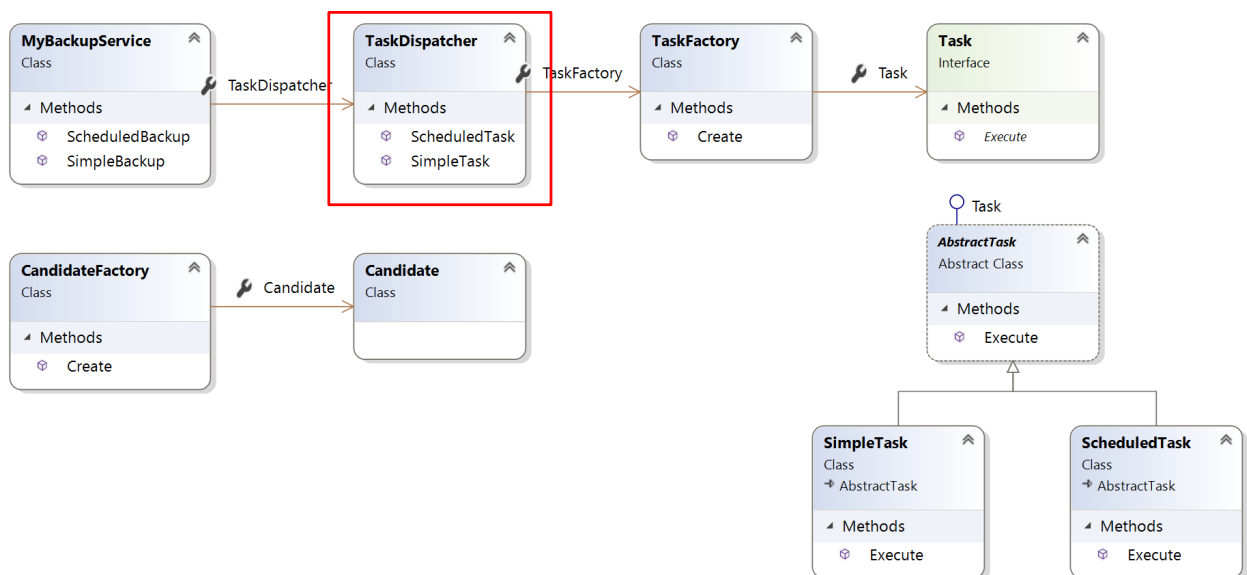 MyBackupService
Class
Methods
ScheduledBackup
SimpleBackup
TaskDispatcher
TaskDispatcher
Class
Methods
ScheduledTask
SimpleTask
TaskFactory
TaskFactory
Class
Methods
Create
Task
Task
Interface
Methods
Execute
CandidateFactory
Class
Methods
Create
Candidate
Candidate
Class
Task
AbstractTask
Abstract Class
Methods
Execute
SimpleTask
Class
AbstractTask
Methods
Execute
ScheduledTask
Class
AbstractTask
Methods
Execute